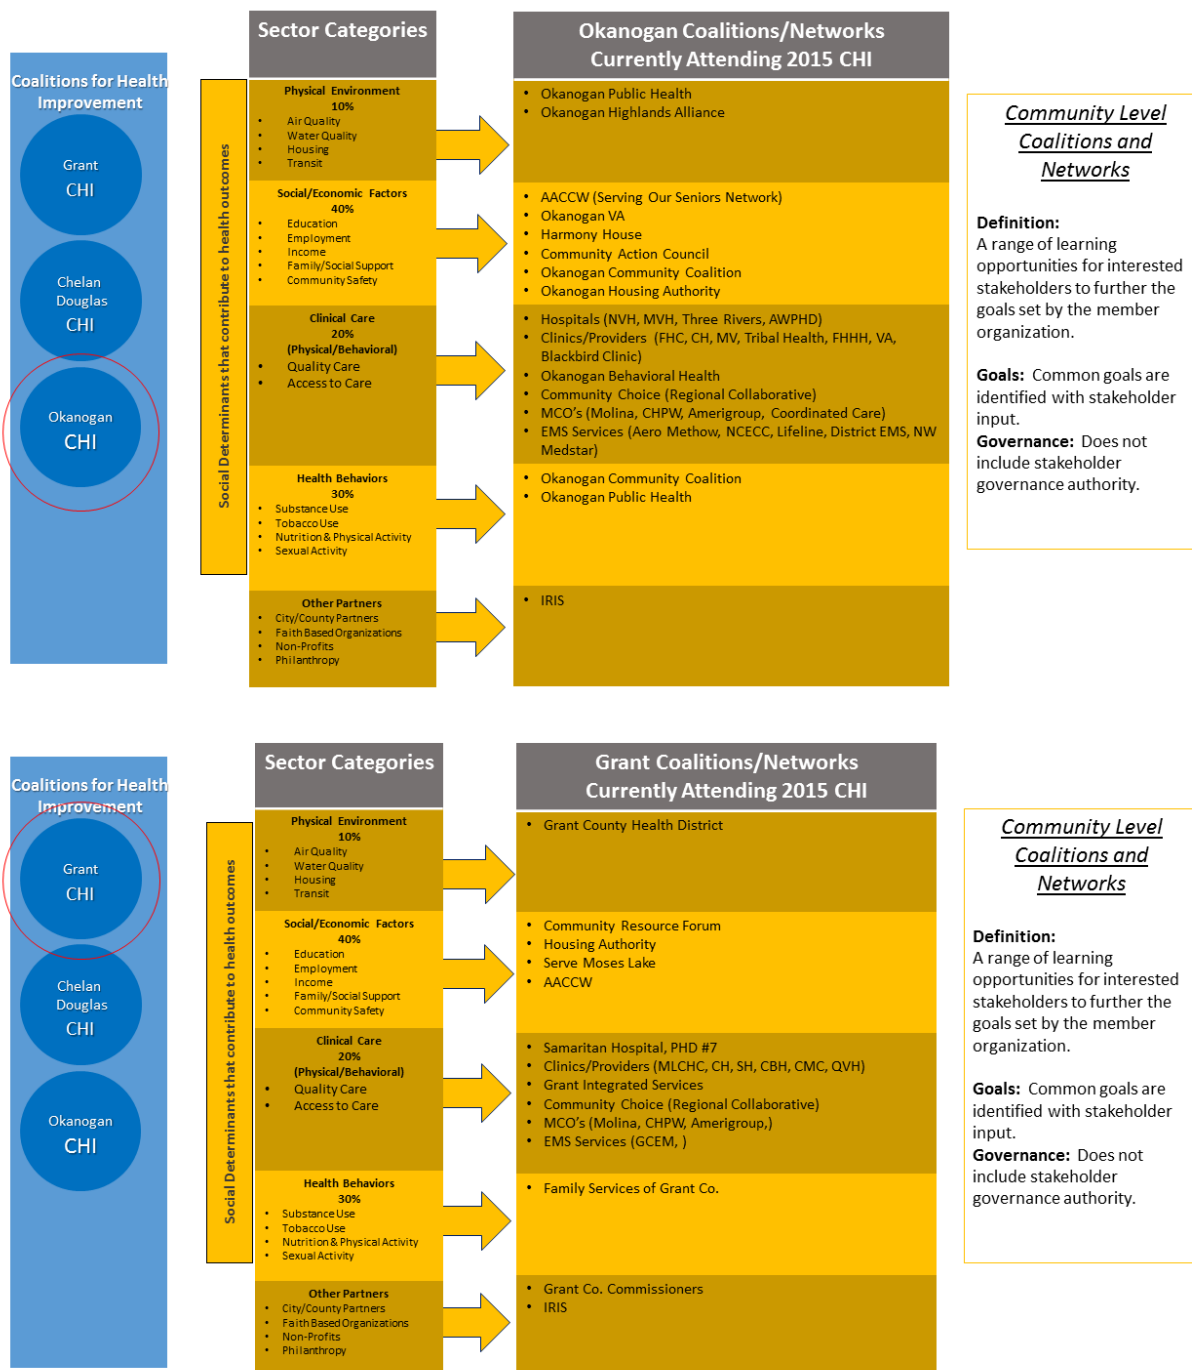 Coalitions for Health
Improvement
Grant
CHI
Chelan
Douglas
CHI
Okanogan
CHI
Social Determinants that contribute to health outcomes
Sector Categories
Physical Environment
10%
• Air Quality
• Water Quality
• Housing
• Transit
Social/Economic Factors
40%
• Education
• Employment
• Income
• Family/Social Support
• Community Safety
Clinical Care
20%
(Physical/Behavioral)
• Quality Care
• Access to Care
Health Behaviors
30%
• Substance Use
• Tobacco Use
• Nutrition & Physical Activity
• Sexual Activity
Other Partners
• City/County Partners
• Faith Based Organizations
• Non-Profits
• Philanthropy
Okanogan Coalitions/Networks
Currently Attending 2015 CHI
• Okanogan Public Health
• Okanogan Highlands Alliance
• AACCW (Serving Our Seniors Network)
• Okanogan VA
• Harmony House
• Community Action Council
• Okanogan Community Coalition
• Okanogan Housing Authority
• Hospitals (NVH, MVH, Three Rivers, AWPHD)
• Clinics/Providers (FHC, CH, MV, Tribal Health, FHHH, VA,
Blackbird Clinic)
• Okanogan Behavioral Health
• Community Choice (Regional Collaborative)
• MCO's (Molina, CHPW, Amerigroup, Coordinated Care)
• EMS Services (Aero Methow, NCECC, Lifeline, District EMS, NW
Medstar)
• Okanogan Community Coalition
• Okanogan Public Health
• IRIS
Community Level
Coalitions and
Networks
Definition:
A range of learning
opportunities for interested
stakeholders to further the
goals set by the member
organization.
Goals: Common goals are
identified with stakeholder
input.
Governance: Does not
include stakeholder
governance authority.
Coalitions for Health
Improvement
Grant
CHI
Chelan
Douglas
CHI
Okanogan
CHI
Social Determinants that contribute to health outcomes
Sector Categories
Physical Environment
10%
• Air Quality
• Water Quality
• Housing
• Transit
Social/Economic Factors
40%
• Education
• Employment
• Income
• Family/Social Support
• Community Safety
Clinical Care
20%
(Physical/Behavioral)
• Quality Care
• Access to Care
Health Behaviors
30%
• Substance Use
• Tobacco Use
• Nutrition & Physical Activity
• Sexual Activity
Other Partners
• City/County Partners
• Faith Based Organizations
• Non-Profits
• Philanthropy
Grant Coalitions/Networks
Currently Attending 2015 CHI
• Grant County Health District
• Community Resource Forum
• Housing Authority
• Serve Moses Lake
• AACCW
• Samaritan Hospital, PHD #7
• Clinics/Providers (MLCHC, CH, SH, CBH, CMC, QVH)
• Grant Integrated Services
• Community Choice (Regional Collaborative)
• MCO's (Molina, CHPW, Amerigroup,)
• EMS Services (GCEM, )
• Family Services of Grant Co.
• Grant Co. Commissioners
• IRIS
Community Level
Coalitions and
Networks
Definition:
A range of learning
opportunities for interested
stakeholders to further the
goals set by the member
organization.
Goals: Common goals are
identified with stakeholder
input.
Governance: Does not
include stakeholder
governance authority.